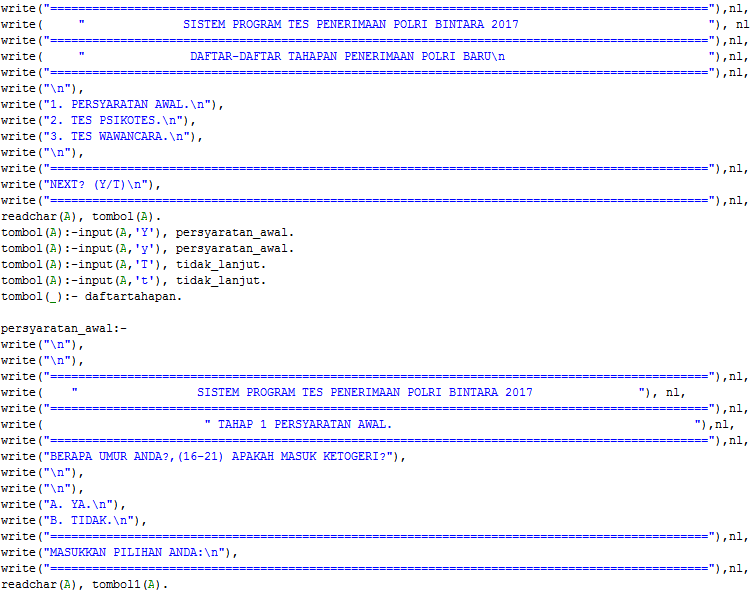 write("=============================================================================================="),nl,
write(     "              SISTEM PROGRAM TES PENERIMAAN POLRI BINTARA 2017                           "), nl
write("=============================================================================================="),nl,
write(     "               DAFTAR-DAFTAR TAHAPAN PENERIMAAN POLRI BARU\n                             "),nl,
write("=============================================================================================="),nl,
write("\n"),
write("1. PERSYARATAN AWAL.\n"),
write("2. TES PSIKOTES.\n"),
write("3. TES WAWANCARA.\n"),
write("\n"),
write("=============================================================================================="),nl,
write("NEXT? (Y/T)\n"),
write("=============================================================================================="),nl,
readchar(A), tombol(A).
tombol(A):-input(A,'Y'), persyaratan_awal.
tombol(A):-input(A,'y'), persyaratan_awal.
tombol(A):-input(A,'T'), tidak_lanjut.
tombol(A):-input(A,'t'), tidak_lanjut.
tombol(_):- daftartahapan.
persyaratan_awal:-
write("\n"),
write("\n"),
write("=============================================================================================="),nl,
write(    "                 SISTEM PROGRAM TES PENERIMAAN POLRI BINTARA 2017               "), nl,
write("=============================================================================================="),nl,
write(                       " TAHAP 1 PERSYARATAN AWAL.                                           "),nl,
write("=============================================================================================="),nl,
write("BERAPA UMUR ANDA?,(16-21) APAKAH MASUK KETOGERI?"),
write("\n"),
write("\n"),
write("A. YA.\n"),
write("B. TIDAK.\n"),
write("=============================================================================================="),nl,
write("MASUKKAN PILIHAN ANDA:\n"),
write("=============================================================================================="),nl,
readchar(A), tombol1(A).